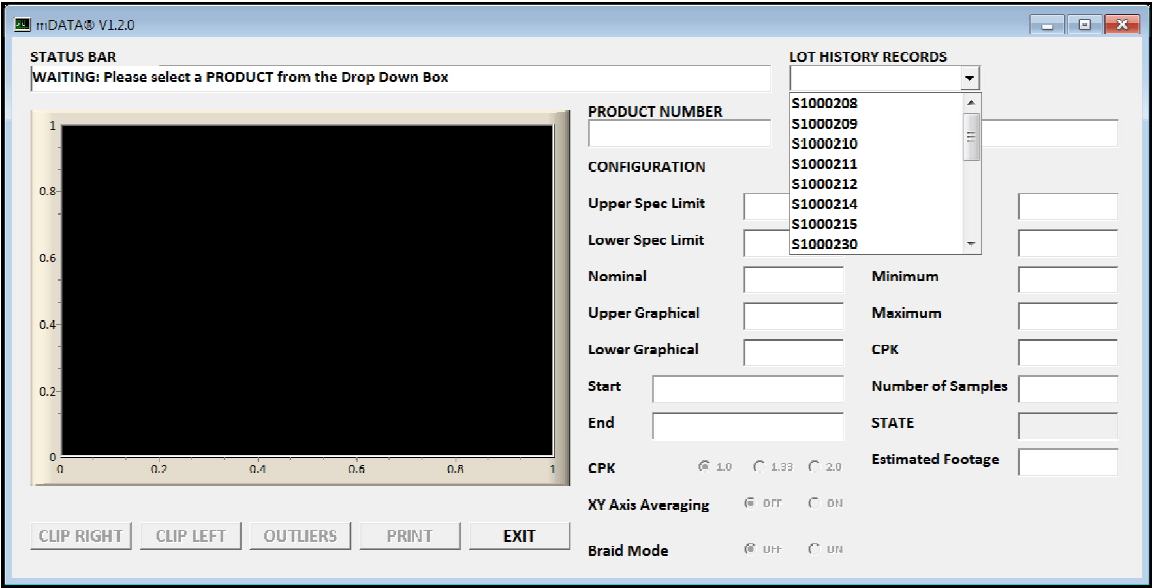 mDATA® V1.2.0
STATUS BAR
LOT HISTORY RECORDS
WAITING: Please select a PRODUCT from the Drop Down Box
S1000208
S1000209
S1000210
S1000211
S1000212
S1000214
S1000215
S1000230
PRODUCT NUMBER
CONFIGURATION
Upper Spec Limit
Lower Spec Limit
Nominal
Minimum
Upper Graphical
Maximum
Lower Graphical
CPK
Start
Number of Samples
End
STATE
CPK 1.0 1.33 2.0
Estimated Footage
XY Axis Averaging OFF ON
Braid Mode OFF ON
1
0.8
0.6
0.4
0.2
0
0 0.2 0.4 0.6 0.8 1
CLIP RIGHT CLIP LEFT OUTLIERS PRINT EXIT